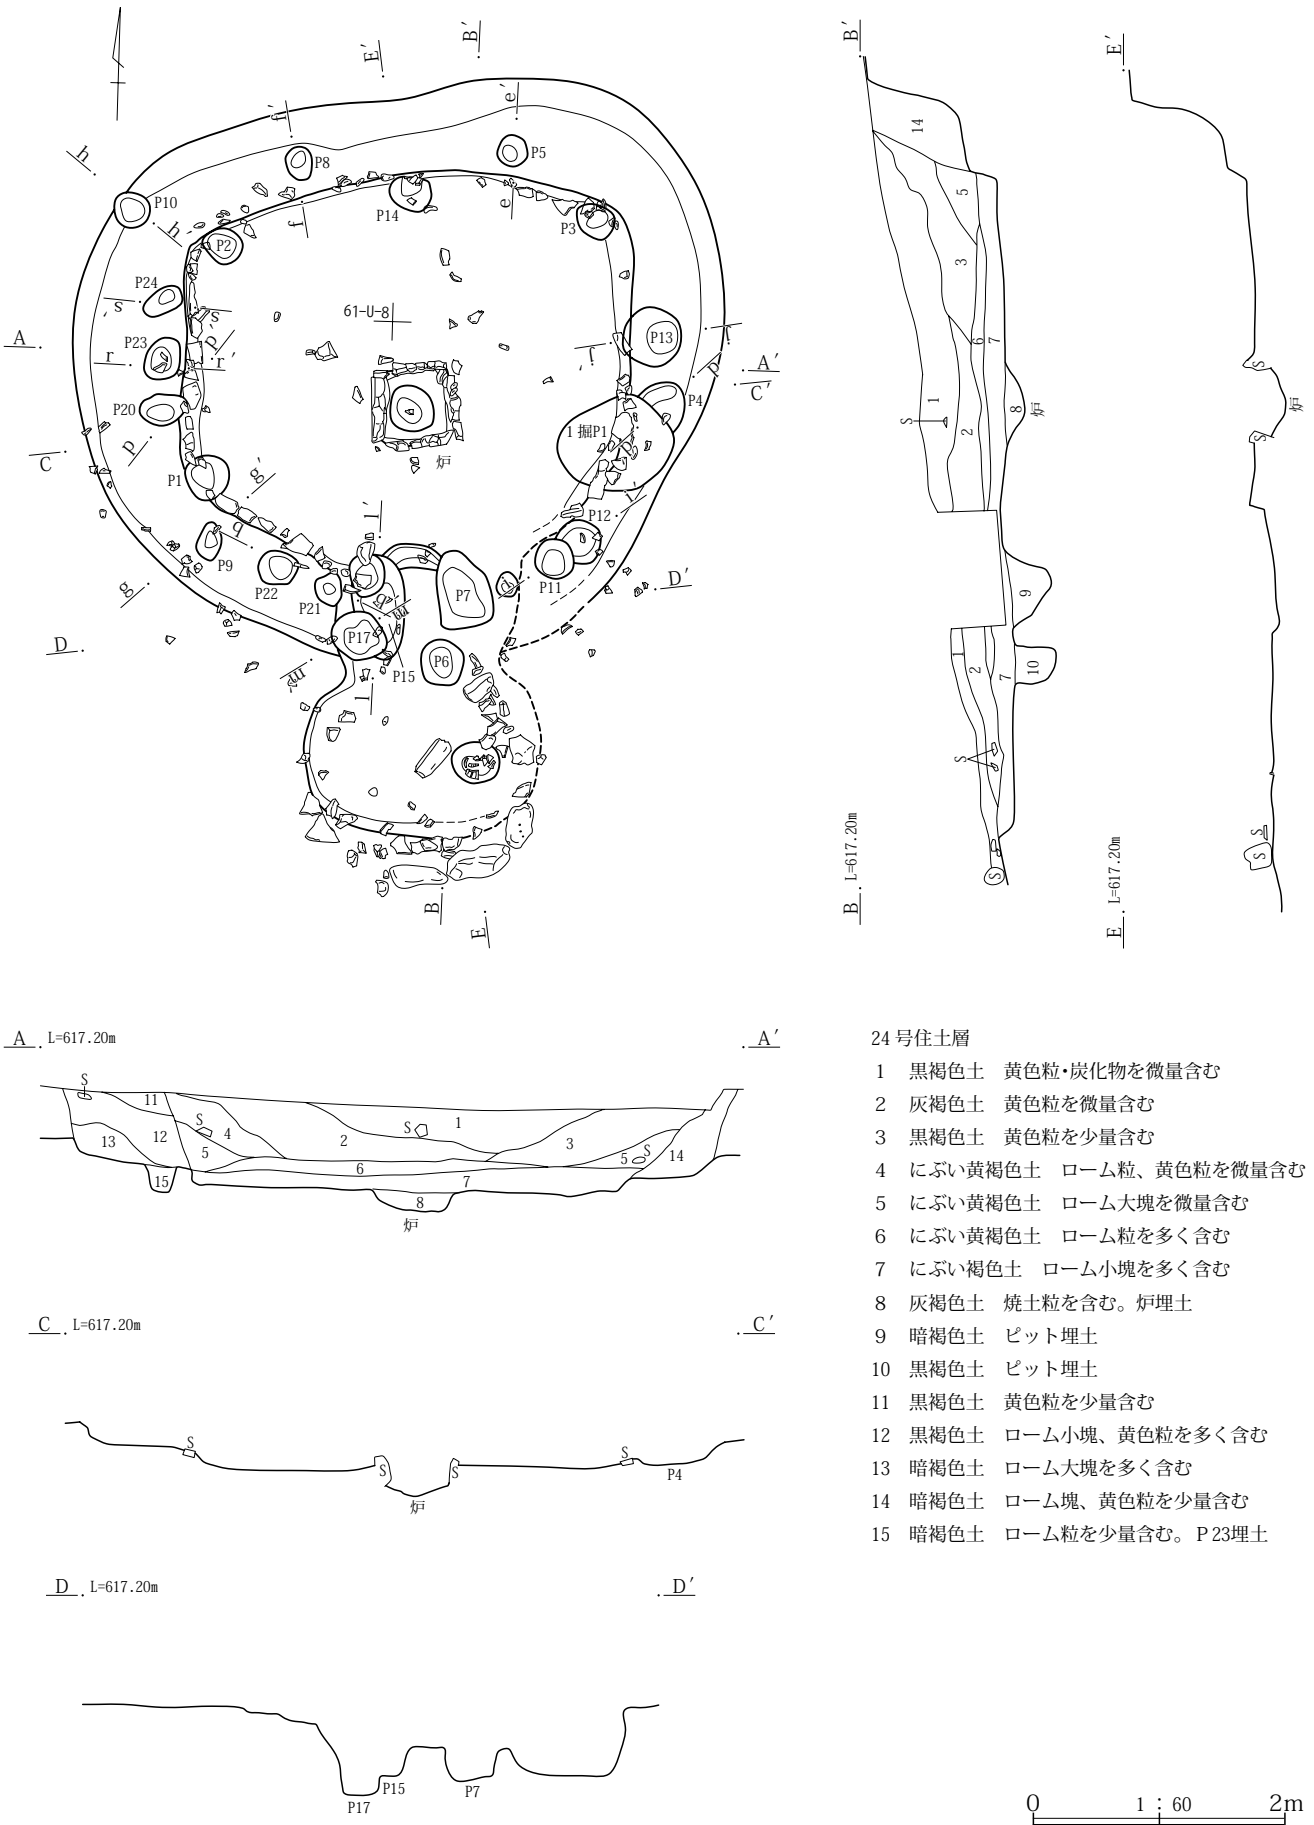 B′
E′
h
f′
e′
P10
P8
P5
h′
P2
f
P14
e
P3
P24
s′
s
61-U-8
P13
j
j′
A
P23
p′
r
r′
p
A′
C′
P20
P4
1 掘P1
C
p
P1
g′
炉
i′
P12
q
l′
P9
P22
P21
P7
P11
i
D′
g
q′
m
P17
D
P15
P6
m′
l
B
E
B′
14
5
3
6
7
1
S
2
8
炉
9
1
2
7
10
S
S
B L=617.20m
E′
S
炉
S
S
S
E L=617.20m
A L=617.20m
A′
S
11
13
12
S
4
5
2
S
1
3
5
S
14
6
7
15
8
炉
C L=617.20m
C′
S
S
S
S
P4
炉
D L=617.20m
D′
P17
P15
P7
24 号住土層
1 黒褐色土 黄色粒・炭化物を微量含む
2 灰褐色土 黄色粒を微量含む
3 黒褐色土 黄色粒を少量含む
4 にぶい黄褐色土 ローム粒、黄色粒を微量含む
5 にぶい黄褐色土 ローム大塊を微量含む
6 にぶい黄褐色土 ローム粒を多く含む
7 にぶい褐色土 ローム小塊を多く含む
8 灰褐色土 焼土粒を含む。炉埋土
9 暗褐色土 ピット埋土
10 黒褐色土 ピット埋土
11 黒褐色土 黄色粒を少量含む
12 黒褐色土 ローム小塊、黄色粒を多く含む
13 暗褐色土 ローム大塊を多く含む
14 暗褐色土 ローム塊、黄色粒を少量含む
15 暗褐色土 ローム粒を少量含む。P23埋土
0 1：60 2m